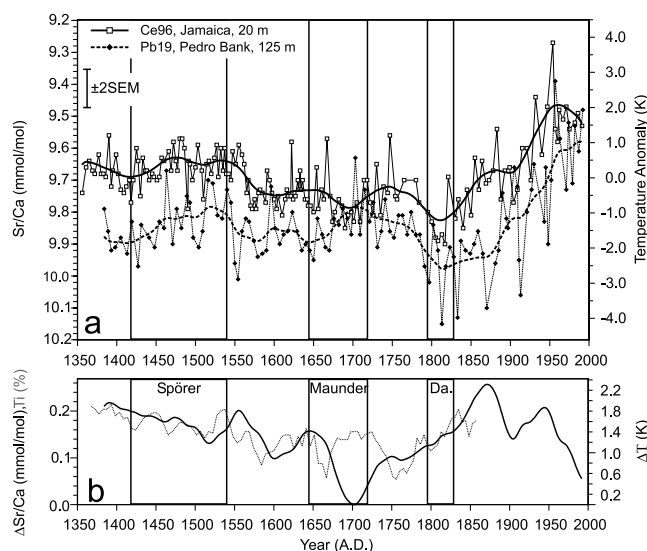 Ce96, Jamaica, 20 m
Pb19, Pedro Bank, 125 m
±2SEM
Sr/Ca (mmol/mol)
9.2
9.3
9.4
9.5
9.6
9.7
9.8
9.9
10.0
10.1
10.2
Temperature Anomaly (K)
4.0
3.0
2.0
1.0
0.0
-1.0
-2.0
-3.0
-4.0
a
1350 1400 1450 1500 1550 1600 1650 1700 1750 1800 1850 1900 1950 2000
Spörer
Maunder
Da.
ΔSr/Ca (mmol/mol),Ti (%)
0.2
0.1
0.0
ΔT (K)
2.2
1.8
1.4
1.0
0.6
0.2
b
1350 1400 1450 1500 1550 1600 1650 1700 1750 1800 1850 1900 1950 2000
Year (A.D.)